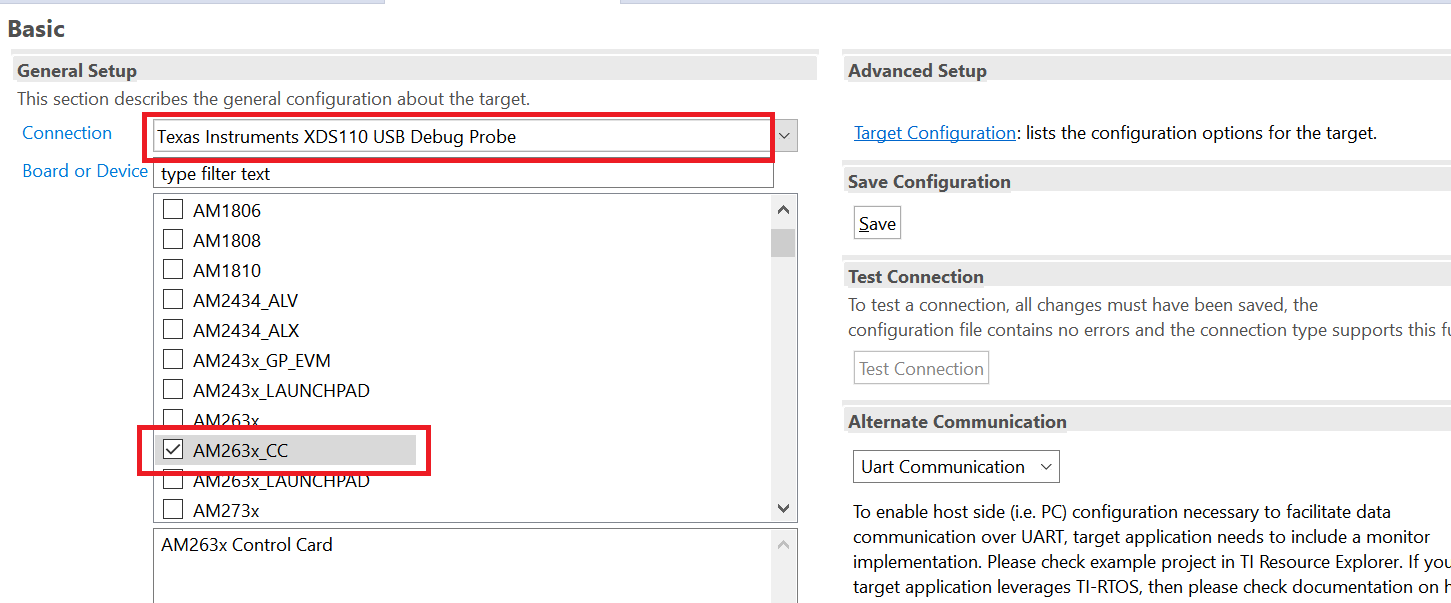 Basic
General Setup
This section describes the general configuration about the target.
Connection
Texas Instruments XDS110 USB Debug Probe
Board or Device
type filter text
AM1806
AM1808
AM1810
AM2434_ALV
AM2434_ALX
AM243x_GP_EVM
AM243x_LAUNCHPAD
AM263x
AM263x_CC
AM263x_LAUNCHPAD
AM273x
AM263x Control Card
Advanced Setup
Target Configuration: lists the configuration options for the target.
Save Configuration
Save
Test Connection
To test a connection, all changes must have been saved, the
configuration file contains no errors and the connection type supports this
Test Connection
Alternate Communication
Uart Communication
To enable host side (i.e. PC) configuration necessary to facilitate data
communication over UART, target application needs to include a monitor
implementation. Please check example project in TI Resource Explorer. If you
target application leverages TI-RTOS, then please check documentation on